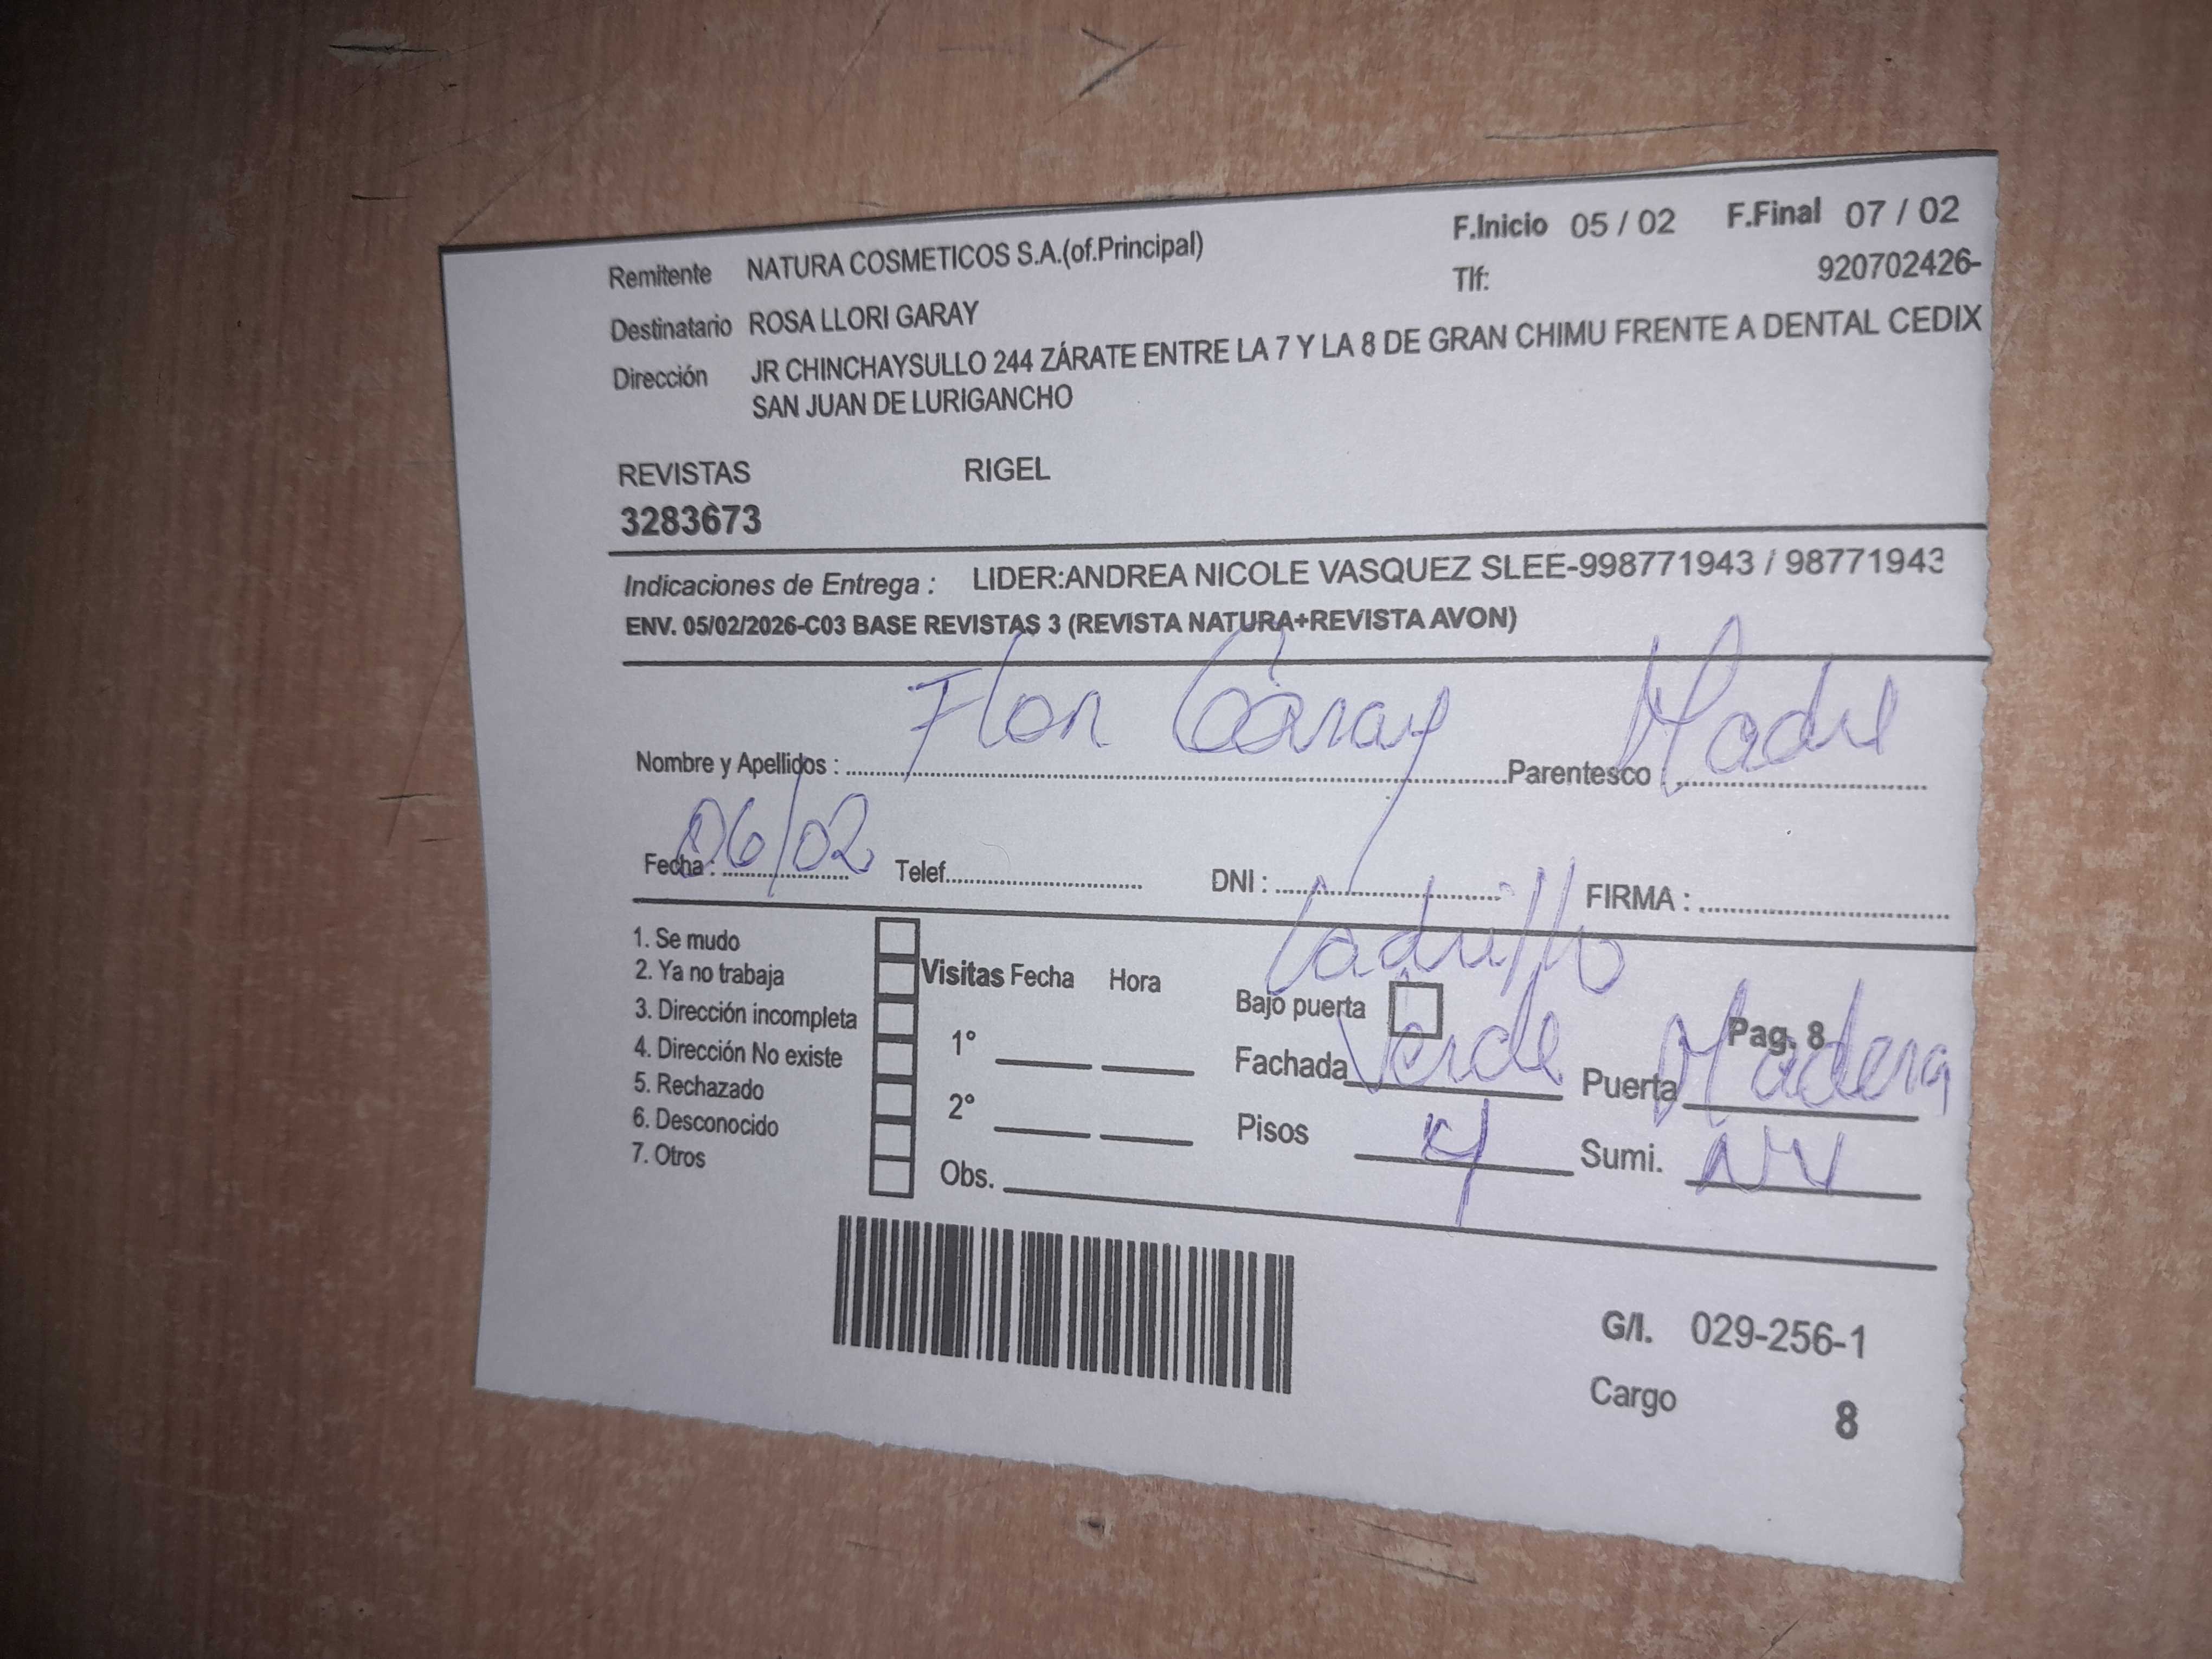 Remitente NATURA COSMETICOS S.A.(of.Principal) F.Inicio 05 / 02 F.Final 07 / 02
Tlf: 920702426-
Destinatario ROSA LLORI GARAY
Dirección JR CHINCHAYSULLO 244 ZÁRATE ENTRE LA 7 Y LA 8 DE GRAN CHIMU FRENTE A DENTAL CEDIX
SAN JUAN DE LURIGANCHO
REVISTAS RIGEL
3283673
Indicaciones de Entrega : LIDER:ANDREA NICOLE VASQUEZ SLEE-998771943 / 98771943
ENV. 05/02/2026-C03 BASE REVISTAS 3 (REVISTA NATURA+REVISTA AVON)
Nombre y Apellidos : Flor Garay Parentesco : Madre
Fecha : 06/02 Telef. DNI : FIRMA :
1. Se mudo
2. Ya no trabaja
3. Dirección incompleta
4. Dirección No existe
5. Rechazado
6. Desconocido
7. Otros
Visitas Fecha Hora
1°
2°
Obs.
Ladrillo
Bajo puerta
Pag. 8
Fachada Verde Puerta Madera
Pisos 4 Sumi. NV
G/I. 029-256-1
Cargo 8